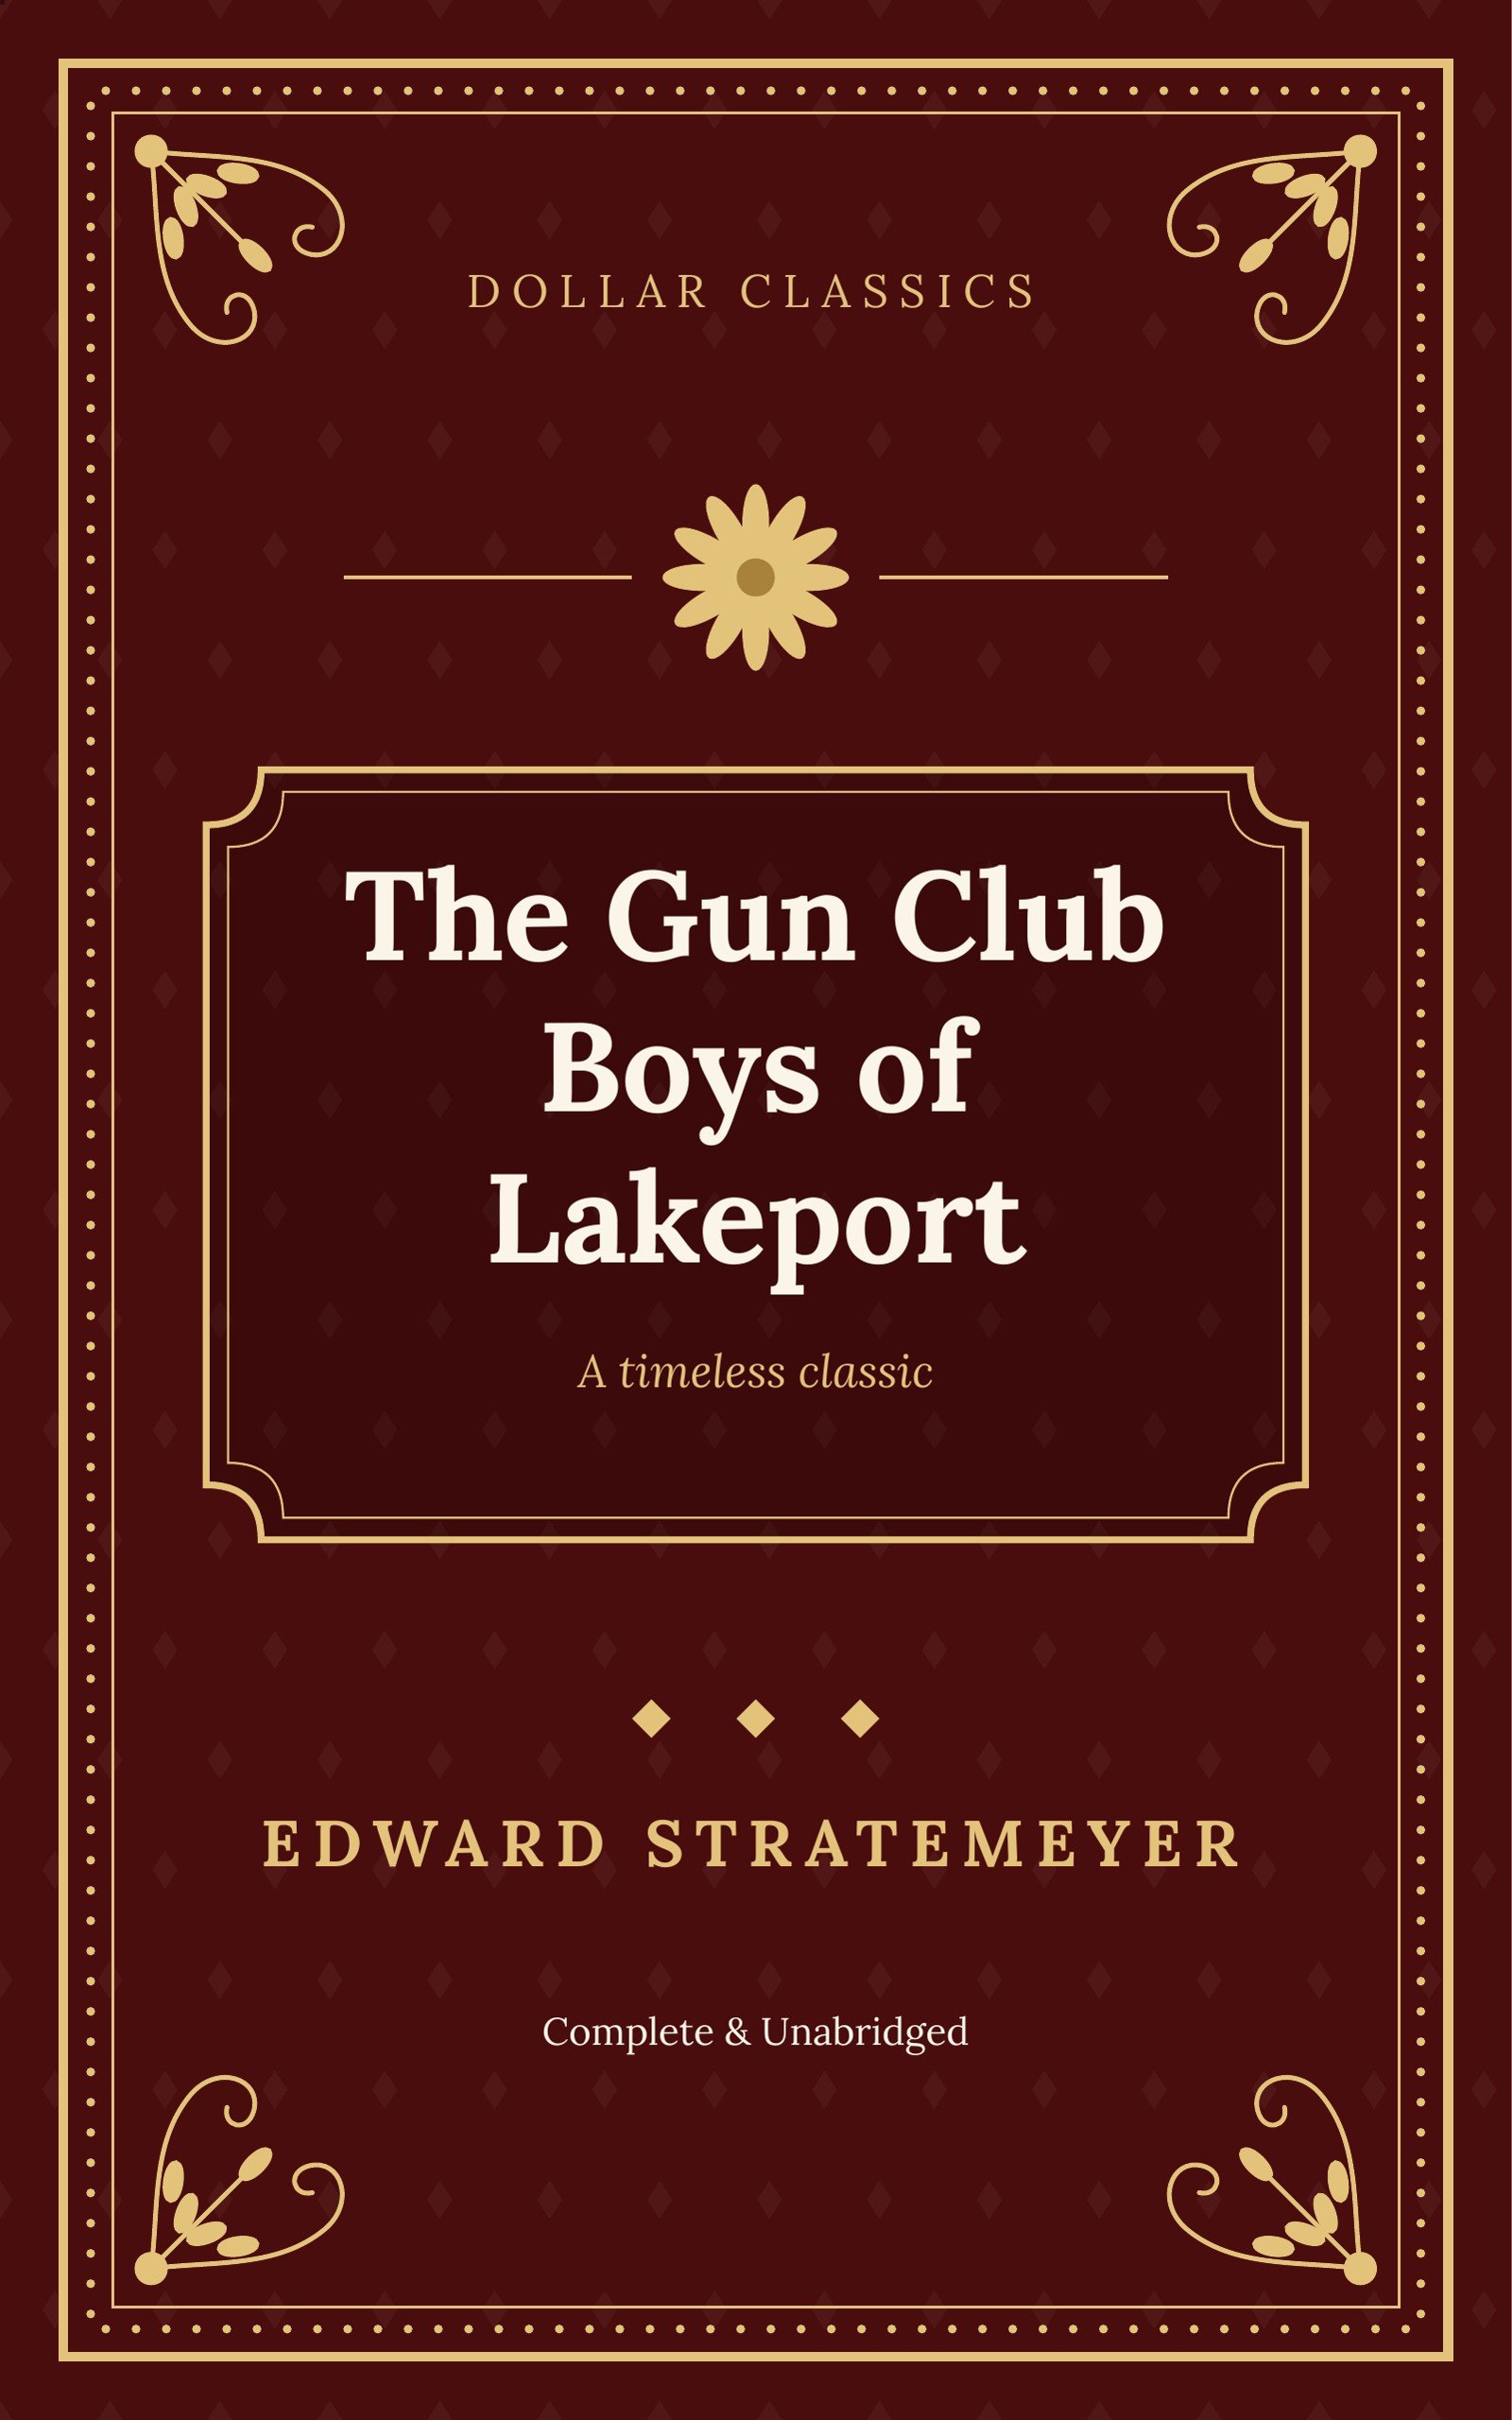 DOLLAR CLASSICS
The Gun Club
Boys of
Lakeport
A timeless classic
EDWARD STRATEMEYER
Complete & Unabridged